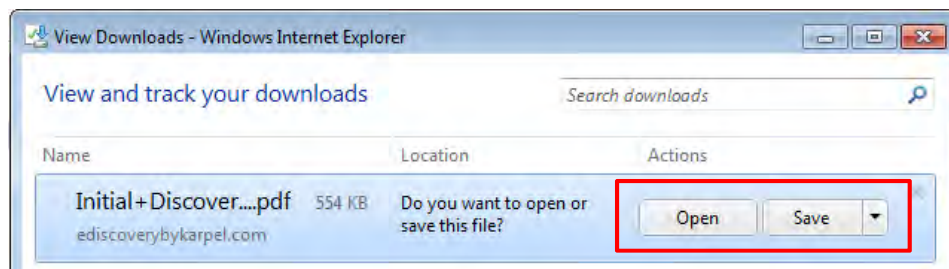 View Downloads - Windows Internet Explorer
View and track your downloads
Search downloads
Name Location Actions
Initial+Discover....pdf 554 KB Do you want to open or save this file? Open Save
ediscoverybykarpel.com